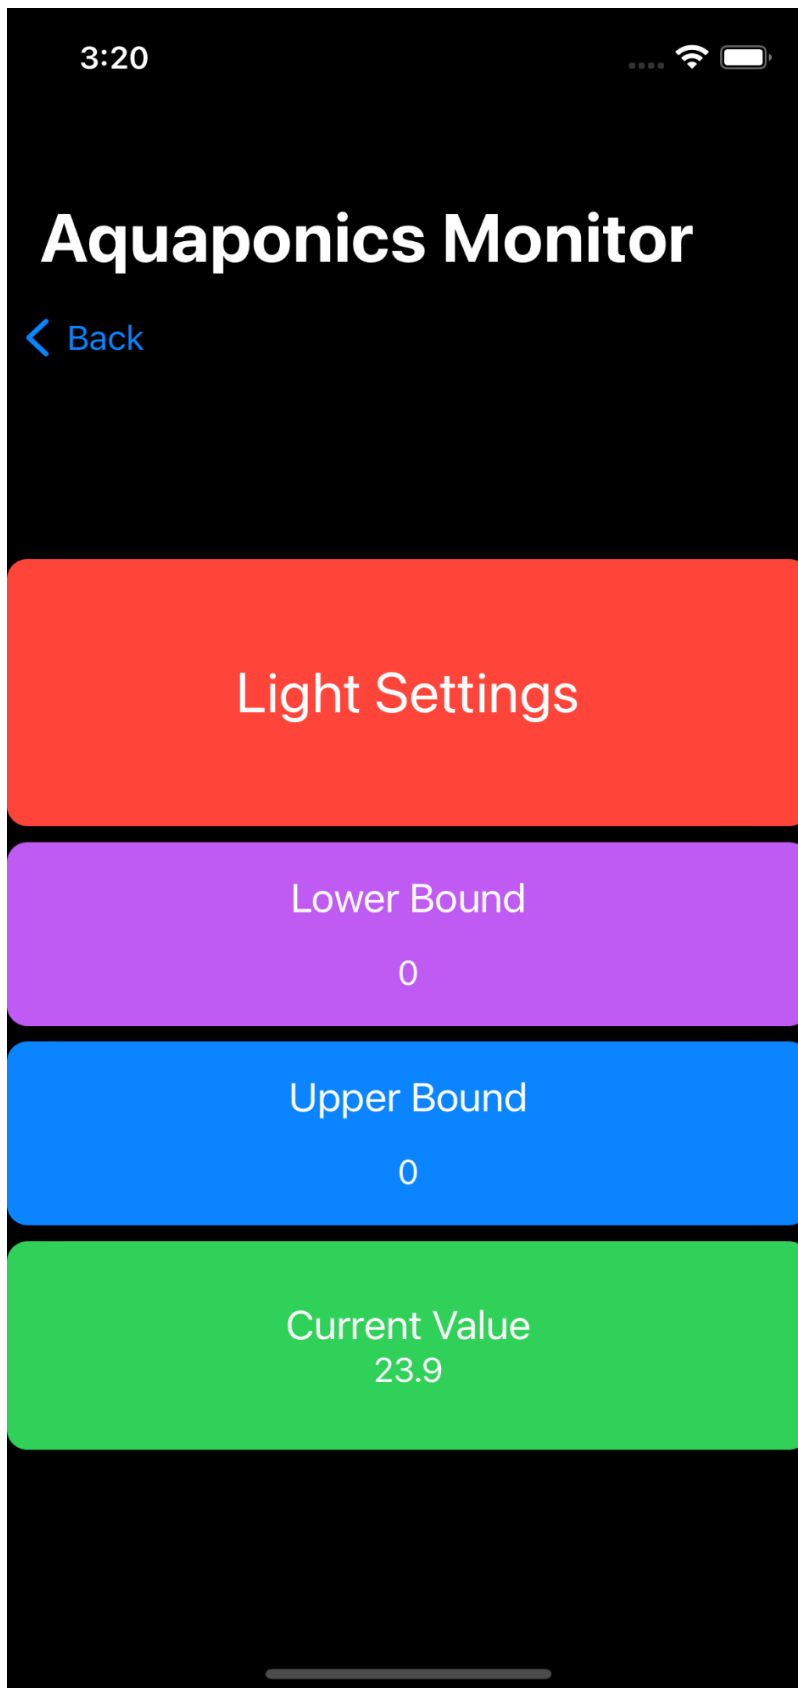 3:20
Aquaponics Monitor
Back
Light Settings
Lower Bound
0
Upper Bound
0
Current Value
23.9